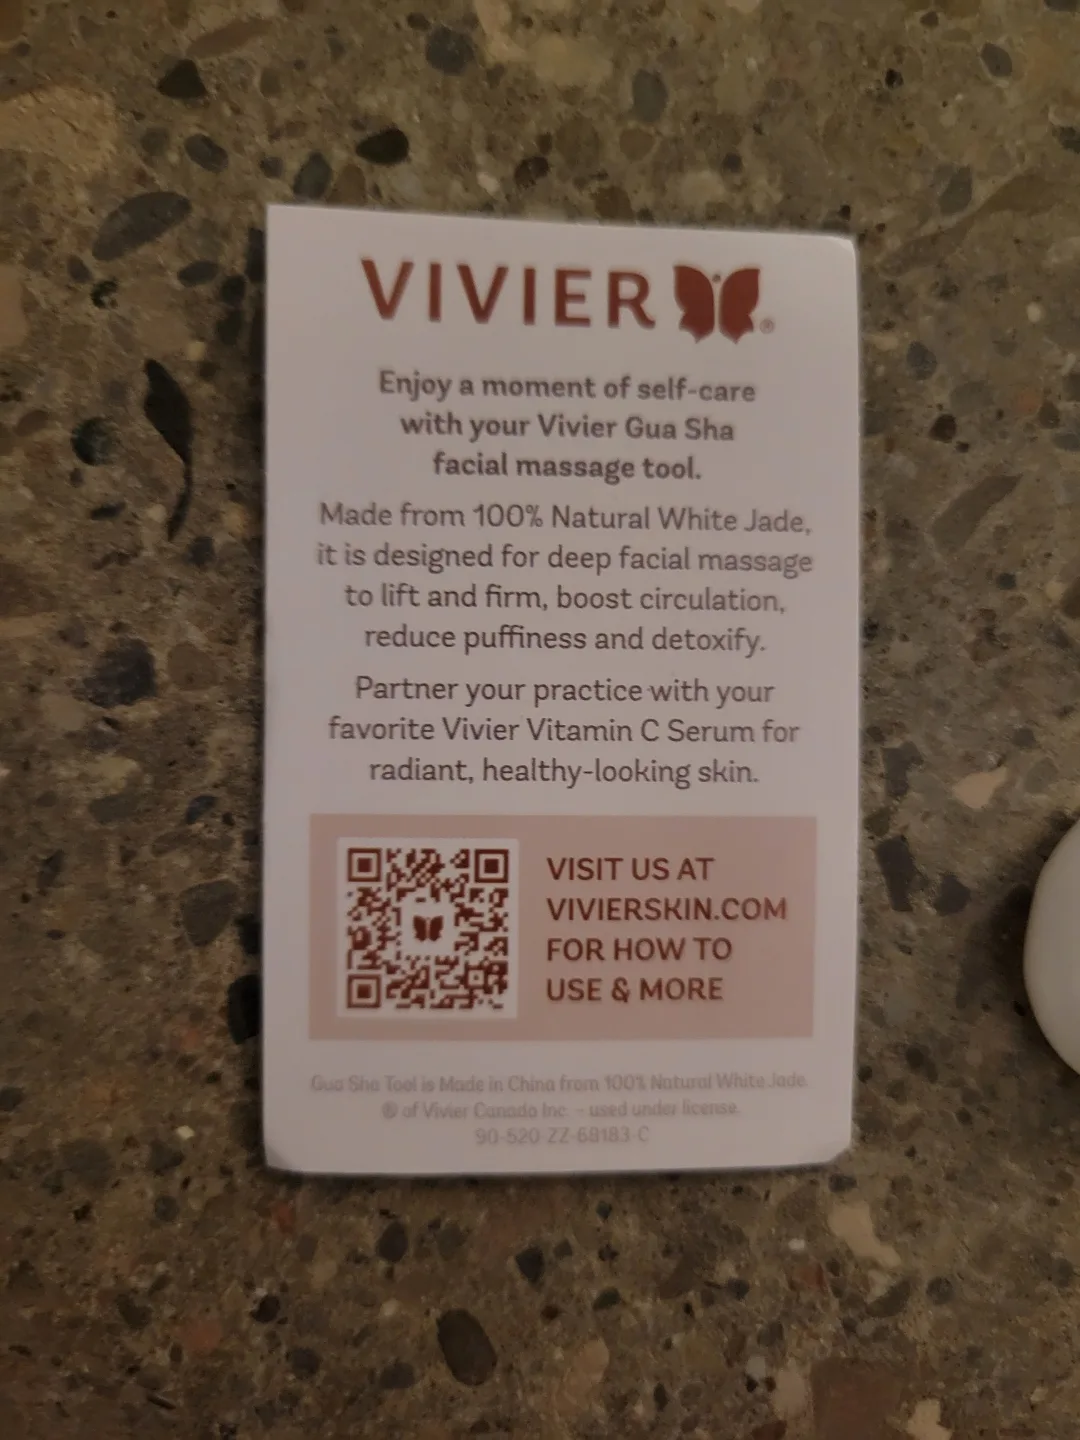 VIVIER ®
Enjoy a moment of self-care
with your Vivier Gua Sha
facial massage tool.
Made from 100% Natural White Jade,
it is designed for deep facial massage
to lift and firm, boost circulation,
reduce puffiness and detoxify.
Partner your practice with your
favorite Vivier Vitamin C Serum for
radiant, healthy-looking skin.
VISIT US AT
VIVIERSKIN.COM
FOR HOW TO
USE & MORE
Gua Sha Tool is Made in China from 100% Natural White Jade.
® of Vivier Canada Inc. - used under license.
90-520-ZZ-68183-C